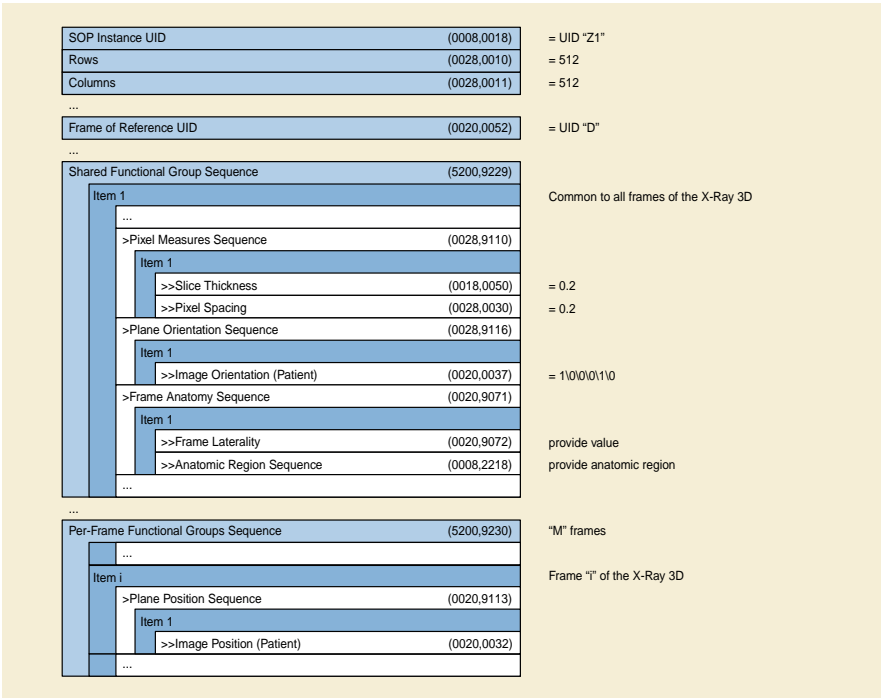 SOP Instance UID (0008,0018) = UID “Z1”
Rows (0028,0010) = 512
Columns (0028,0011) = 512
...
Frame of Reference UID (0020,0052) = UID “D”
...
Shared Functional Group Sequence (5200,9229)
Item 1 Common to all frames of the X-Ray 3D
...
>Pixel Measures Sequence (0028,9110)
Item 1
>>Slice Thickness (0018,0050) = 0.2
>>Pixel Spacing (0028,0030) = 0.2
>Plane Orientation Sequence (0028,9116)
Item 1
>>Image Orientation (Patient) (0020,0037) = 1\0\0\0\1\0
>Frame Anatomy Sequence (0020,9071)
Item 1
>>Frame Laterality (0020,9072) provide value
>>Anatomic Region Sequence (0008,2218) provide anatomic region
...
...
Per-Frame Functional Groups Sequence (5200,9230) “M” frames
...
Item i Frame “i” of the X-Ray 3D
>Plane Position Sequence (0020,9113)
Item 1
>>Image Position (Patient) (0020,0032)
...